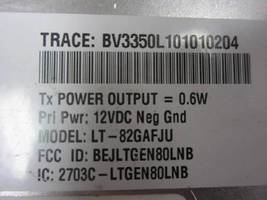 TRACE: BV3350L101010204
Tx POWER OUTPUT = 0.6W
Pri Pwr: 12VDC Neg Gnd
MODEL: LT-82GAFJU
FCC ID: BEJLTGEN80LNB
IC: 2703C-LTGEN80LNB